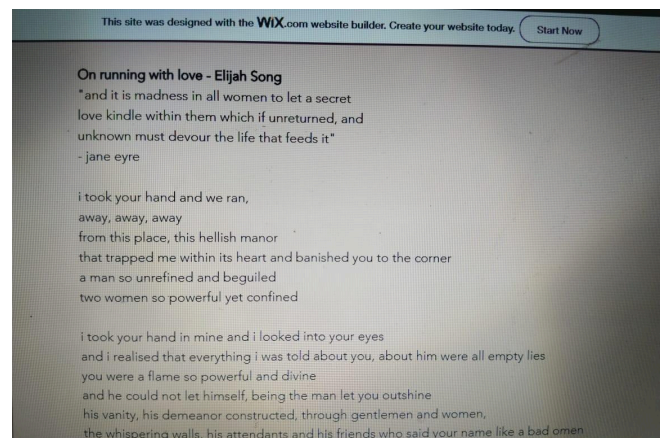 This site was designed with the WiX.com website builder. Create your website today. Start Now
On running with love - Elijah Song
"and it is madness in all women to let a secret
love kindle within them which if unreturned, and
unknown must devour the life that feeds it"
- jane eyre
i took your hand and we ran,
away, away, away
from this place, this hellish manor
that trapped me within its heart and banished you to the corner
a man so unrefined and beguiled
two women so powerful yet confined
i took your hand in mine and i looked into your eyes
and i realised that everything i was told about you, about him were all empty lies
you were a flame so powerful and divine
and he could not let himself, being the man let you outshine
his vanity, his demeanor constructed, through gentlemen and women,
the whispering walls, his attendants and his friends who said your name like a bad omen